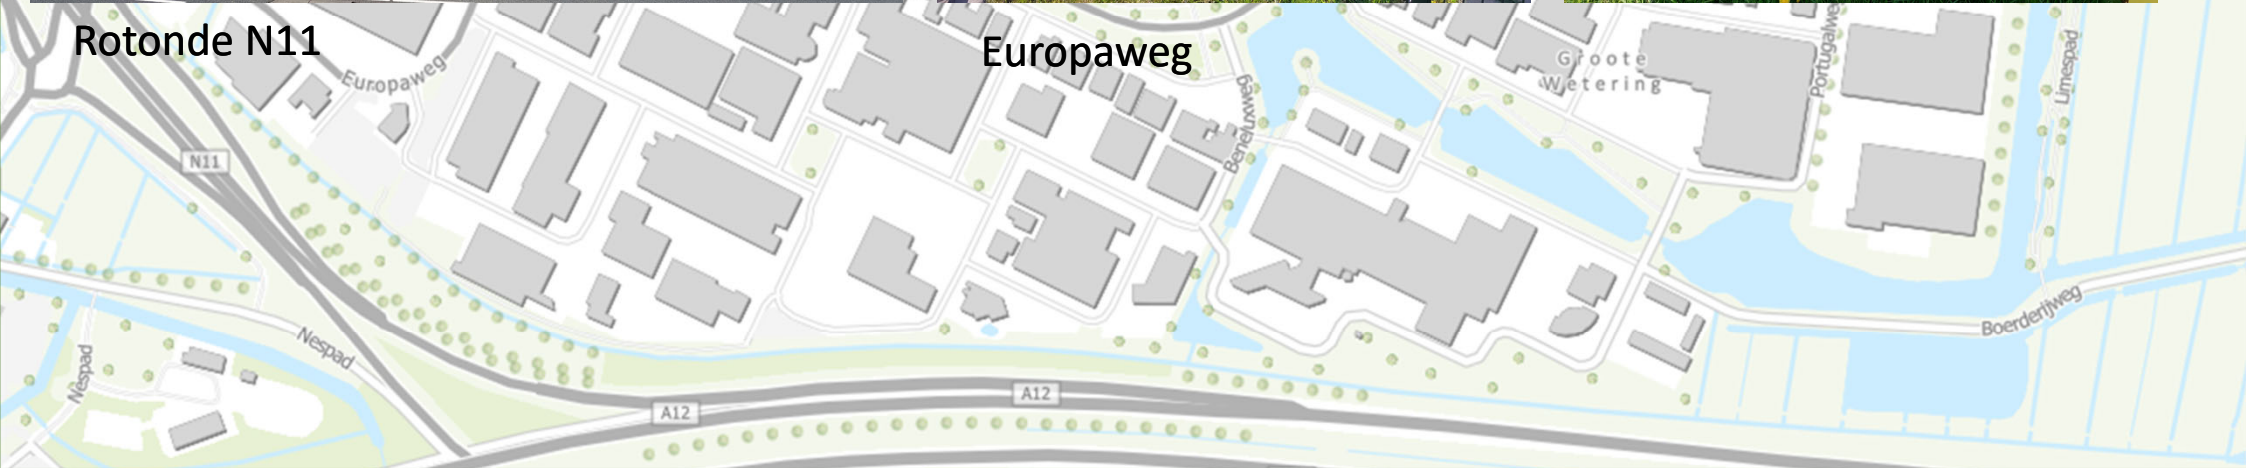 Rotonde N11
Europaweg
Europaweg
Groote
Wetering
Portugalweg
Limespad
Beneluxweg
N11
Boerderijweg
Nespad
Nespad
A12
A12